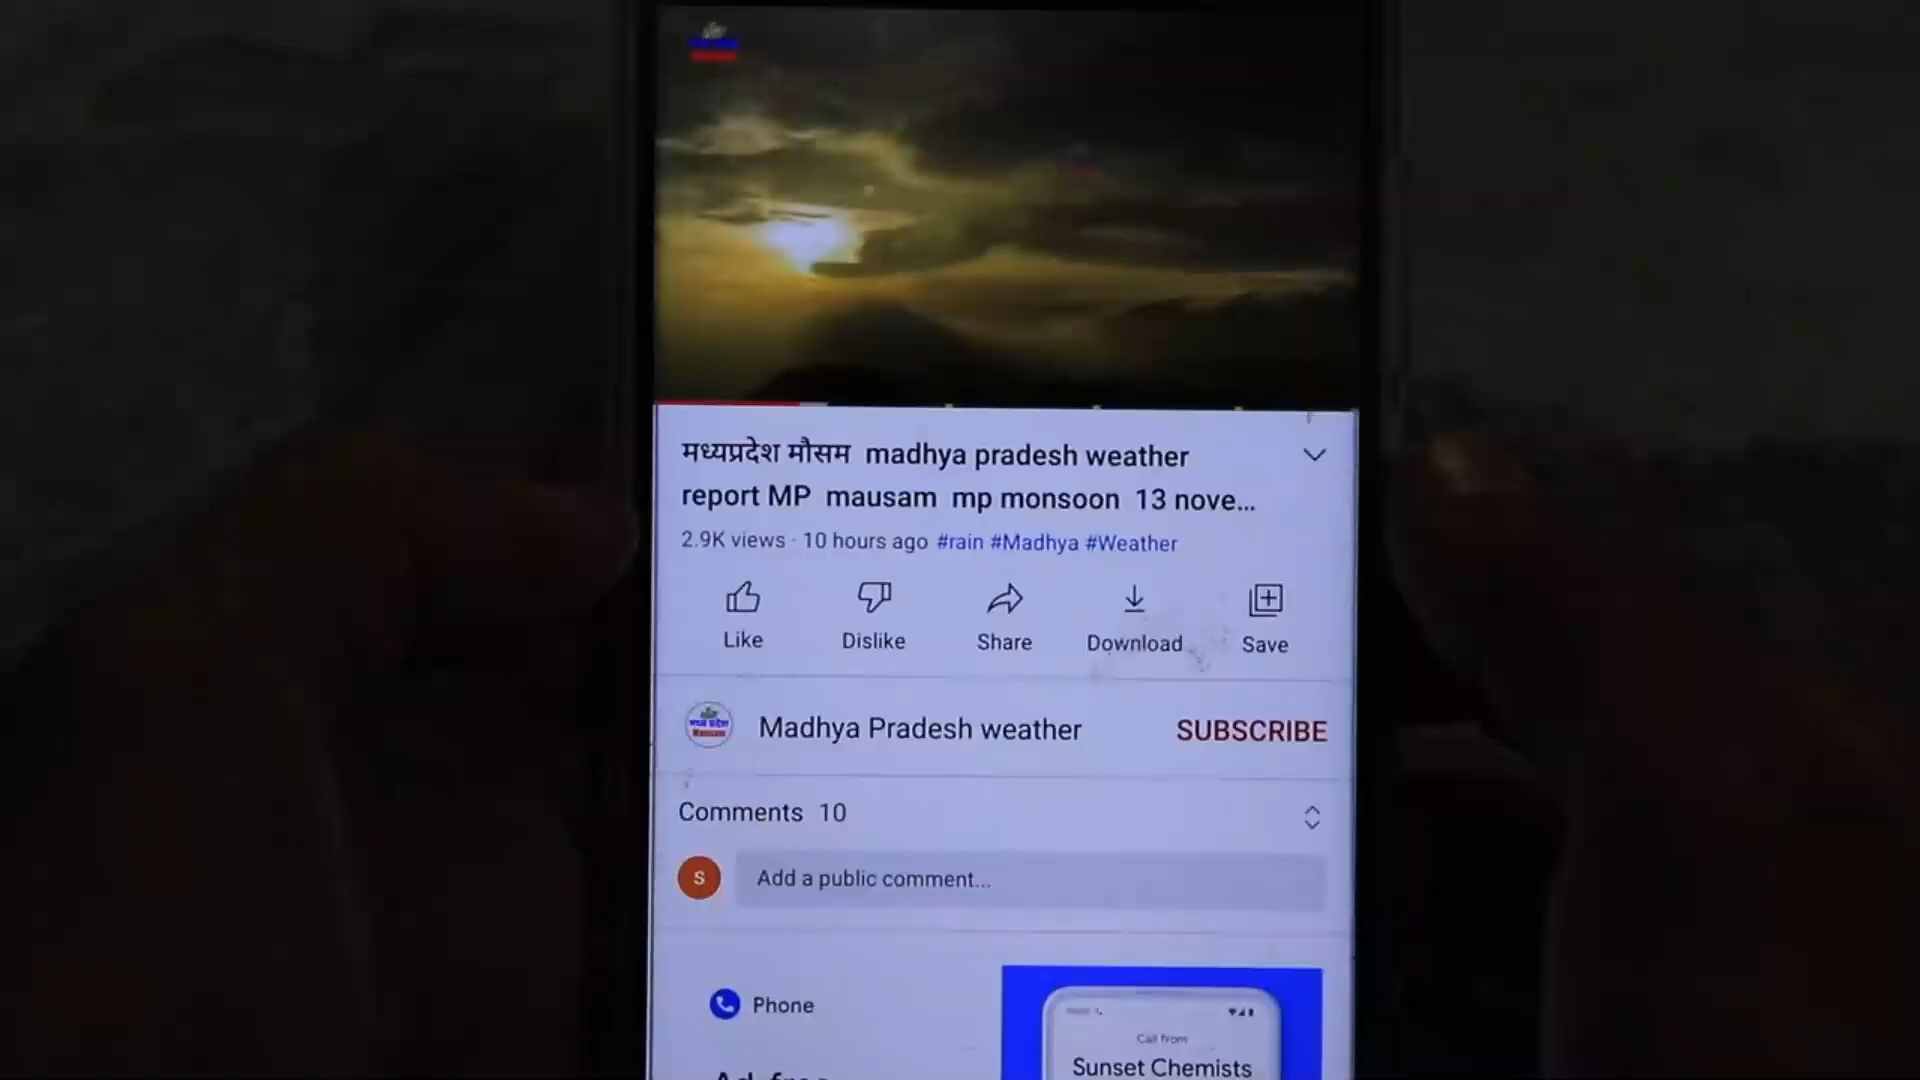 मध्यप्रदेश मौसम madhya pradesh weather
report MP mausam mp monsoon 13 nove...
2.9K views · 10 hours ago #rain #Madhya #Weather
Like
Dislike
Share
Download
Save
Madhya Pradesh weather
SUBSCRIBE
Comments 10
S
Add a public comment...
Phone
Call from
Sunset Chemists